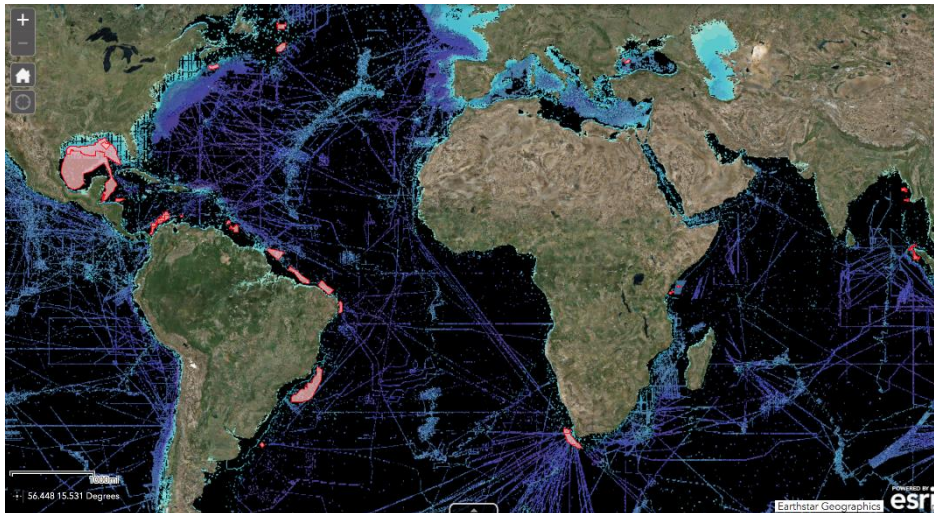 +
−
1000mi
56.448 15.531 Degrees
Earthstar Geographics
POWERED BY
esri